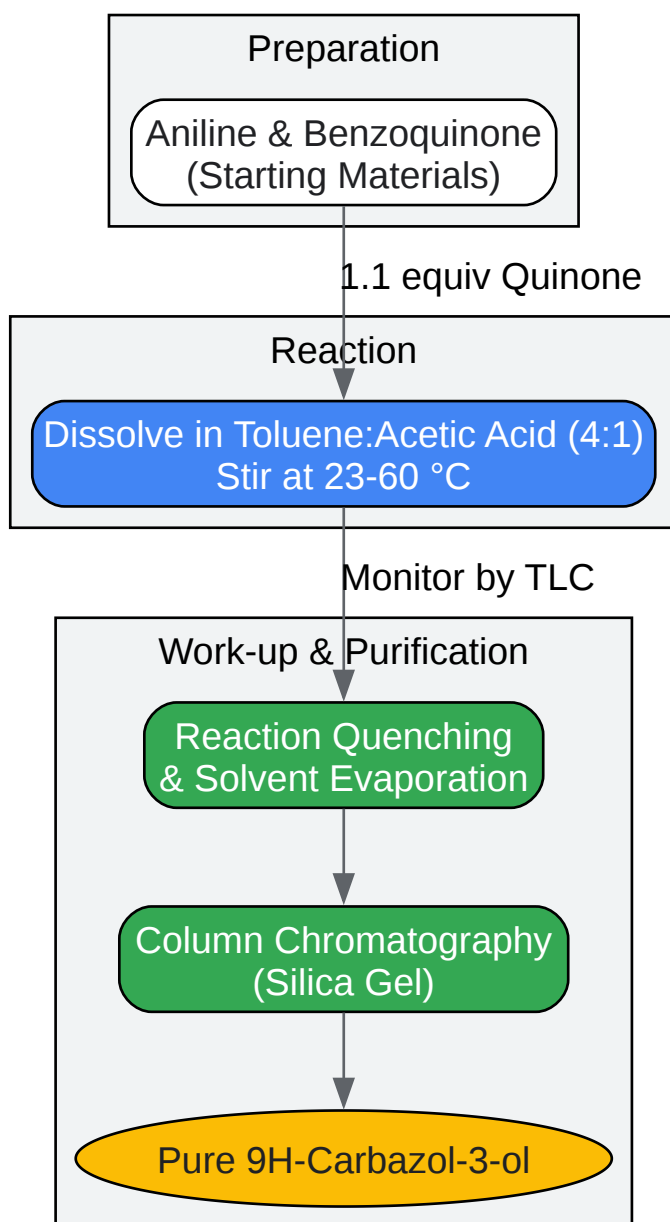 Preparation
Aniline & Benzoquinone
(Starting Materials)
1.1 equiv Quinone
Reaction
Dissolve in Toluene:Acetic Acid (4:1)
Stir at 23-60 °C
Monitor by TLC
Work-up & Purification
Reaction Quenching
& Solvent Evaporation
Column Chromatography
(Silica Gel)
Pure 9H-Carbazol-3-ol